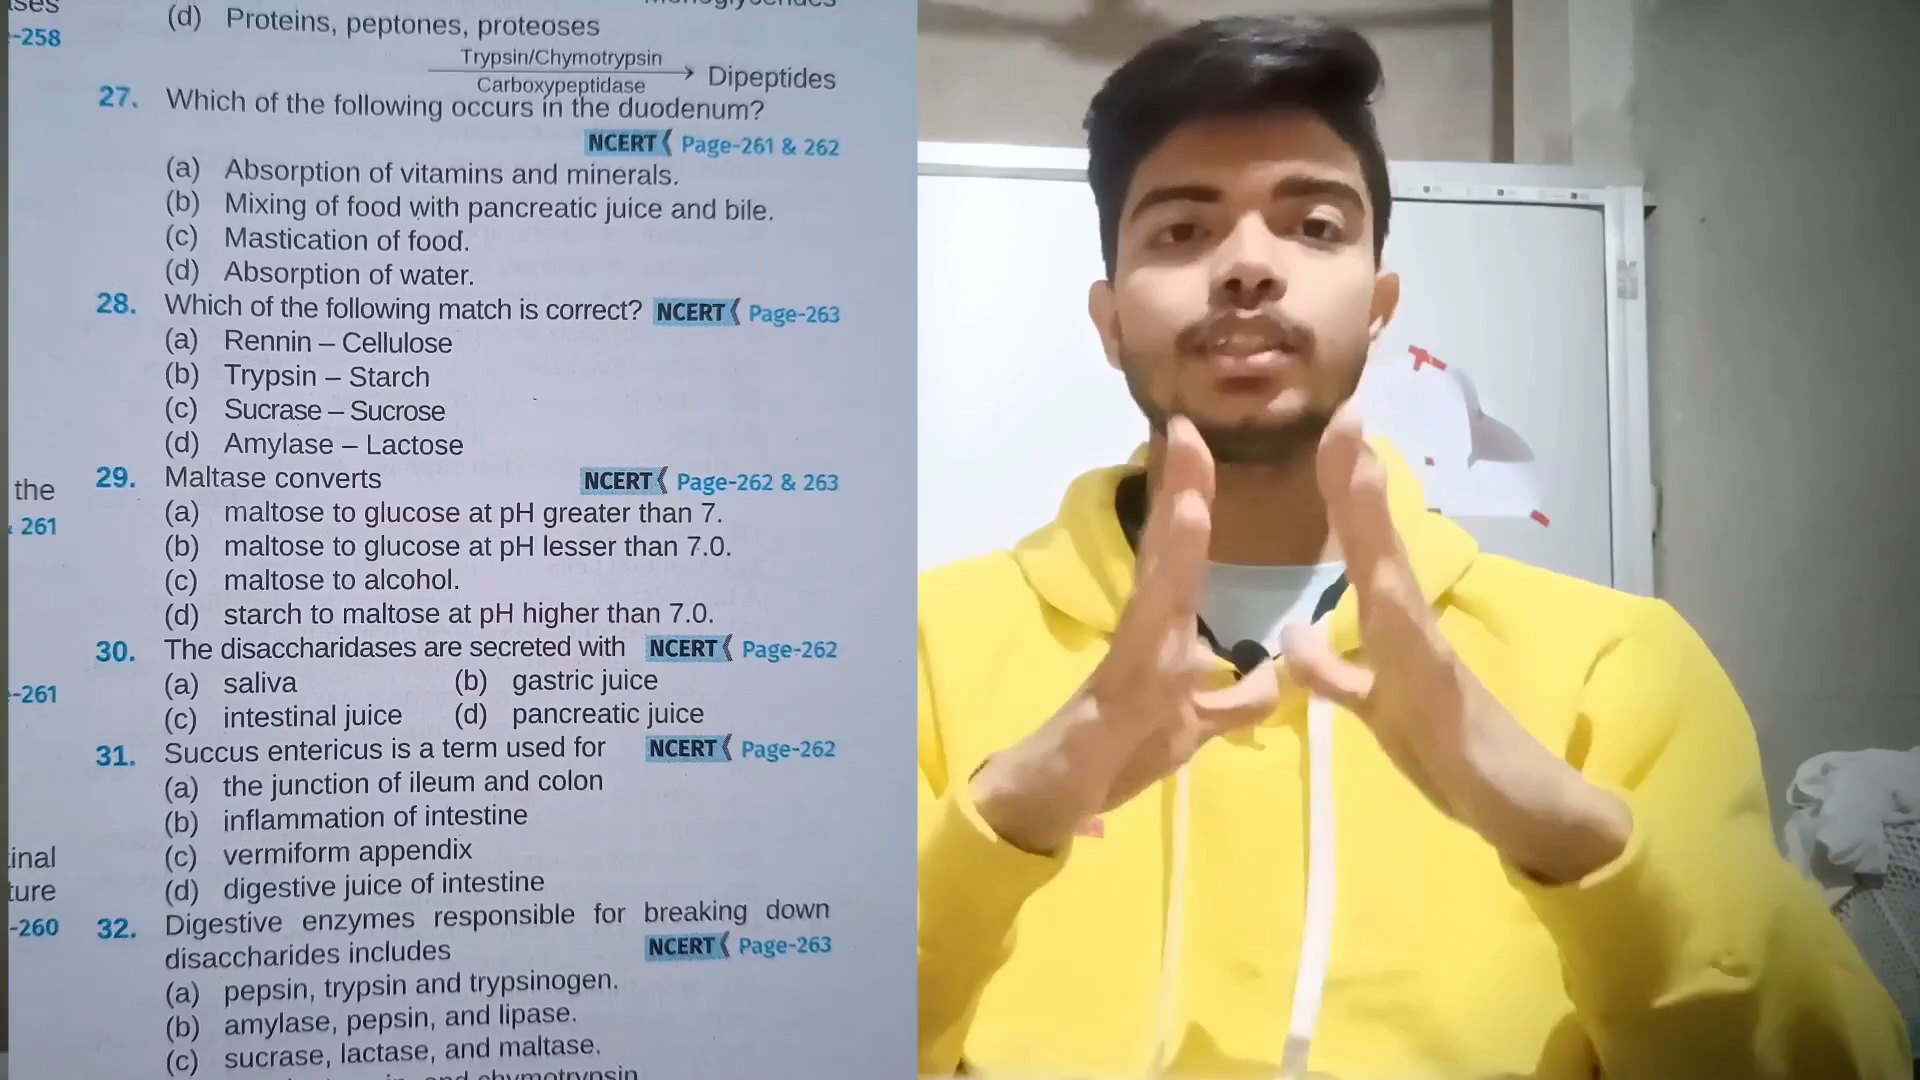 -258
(d) Proteins, peptones, proteoses
Trypsin/Chymotrypsin
Carboxypeptidase
Dipeptides
27. Which of the following occurs in the duodenum?
NCERT Page-261 & 262
(a) Absorption of vitamins and minerals.
(b) Mixing of food with pancreatic juice and bile.
(c) Mastication of food.
(d) Absorption of water.
28. Which of the following match is correct? NCERT Page-263
(a) Rennin – Cellulose
(b) Trypsin – Starch
(c) Sucrase – Sucrose
(d) Amylase – Lactose
29. Maltase converts NCERT Page-262 & 263
(a) maltose to glucose at pH greater than 7.
(b) maltose to glucose at pH lesser than 7.0.
(c) maltose to alcohol.
(d) starch to maltose at pH higher than 7.0.
30. The disaccharidases are secreted with NCERT Page-262
(a) saliva (b) gastric juice
(c) intestinal juice (d) pancreatic juice
31. Succus entericus is a term used for NCERT Page-262
(a) the junction of ileum and colon
(b) inflammation of intestine
(c) vermiform appendix
(d) digestive juice of intestine
32. Digestive enzymes responsible for breaking down
disaccharides includes NCERT Page-263
(a) pepsin, trypsin and trypsinogen.
(b) amylase, pepsin, and lipase.
(c) sucrase, lactase, and maltase.
the
261
-261
-260